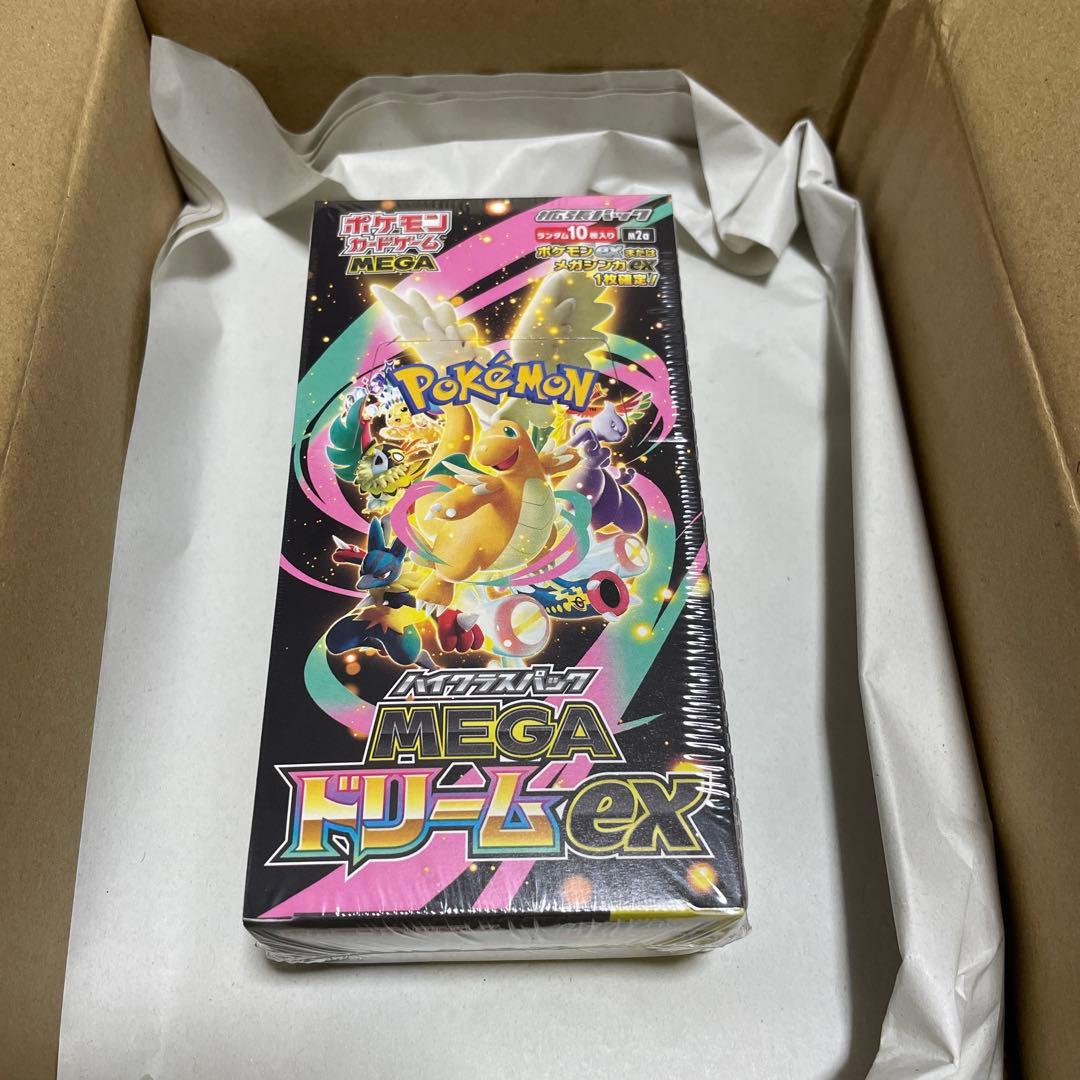 ポケモン
カードゲーム
MEGA
拡張パック
ランダム10枚入り M2a
ポケモンexまたは
メガシンカex
1枚確定!
POKéMON
TM
ハイクラスパック
MEGA
ドリームex